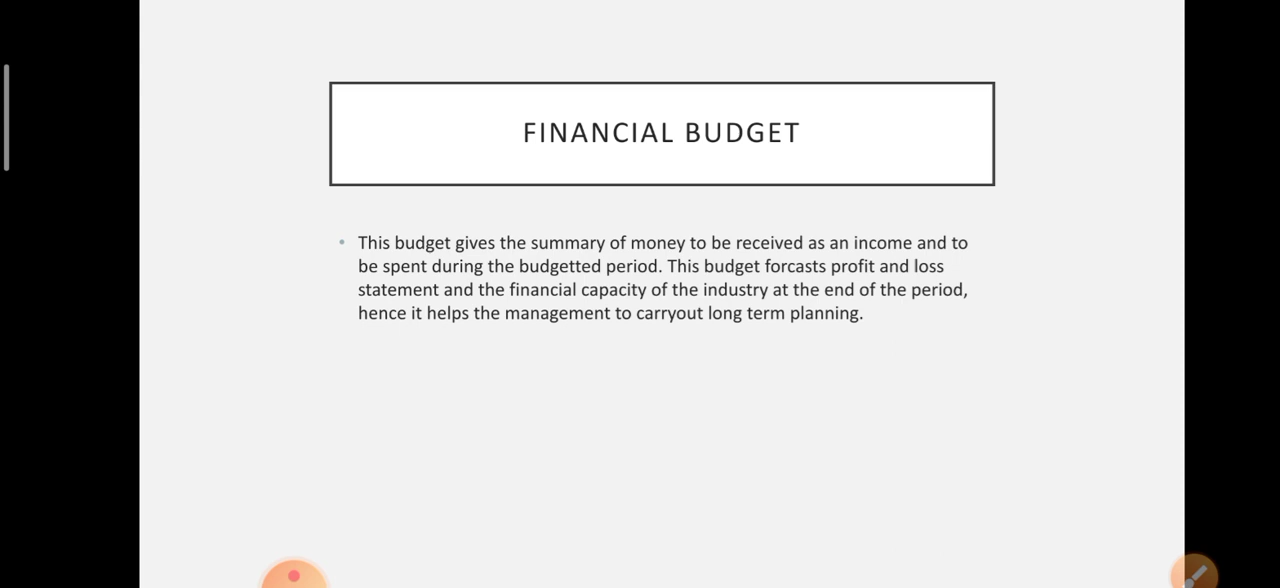 FINANCIAL BUDGET
This budget gives the summary of money to be received as an income and to
be spent during the budgetted period. This budget forcasts profit and loss
statement and the financial capacity of the industry at the end of the period,
hence it helps the management to carryout long term planning.